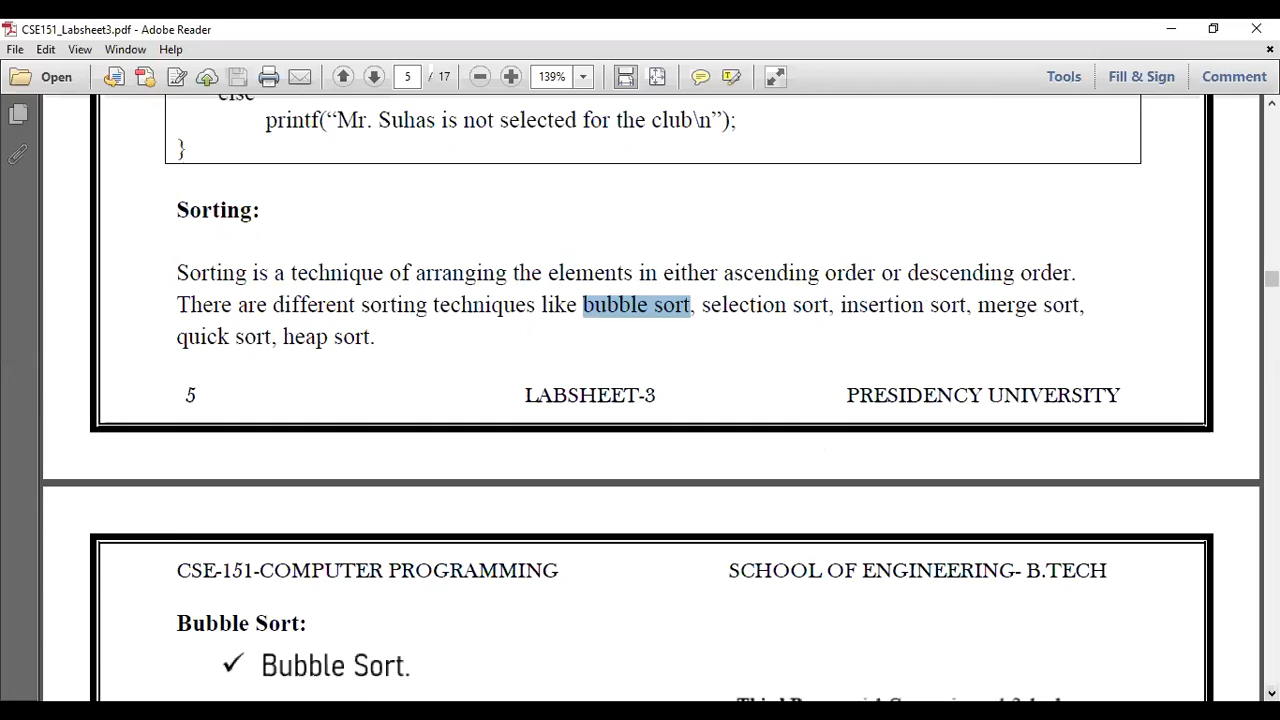 CSE151_Labsheet3.pdf - Adobe Reader
File Edit View Window Help
Open 5 / 17 139% Tools Fill & Sign Comment
else
printf(“Mr. Suhas is not selected for the club\n”);
}
Sorting:
Sorting is a technique of arranging the elements in either ascending order or descending order.
There are different sorting techniques like bubble sort, selection sort, insertion sort, merge sort,
quick sort, heap sort.
5 LABSHEET-3 PRESIDENCY UNIVERSITY
CSE-151-COMPUTER PROGRAMMING SCHOOL OF ENGINEERING- B.TECH
Bubble Sort:
✓ Bubble Sort.